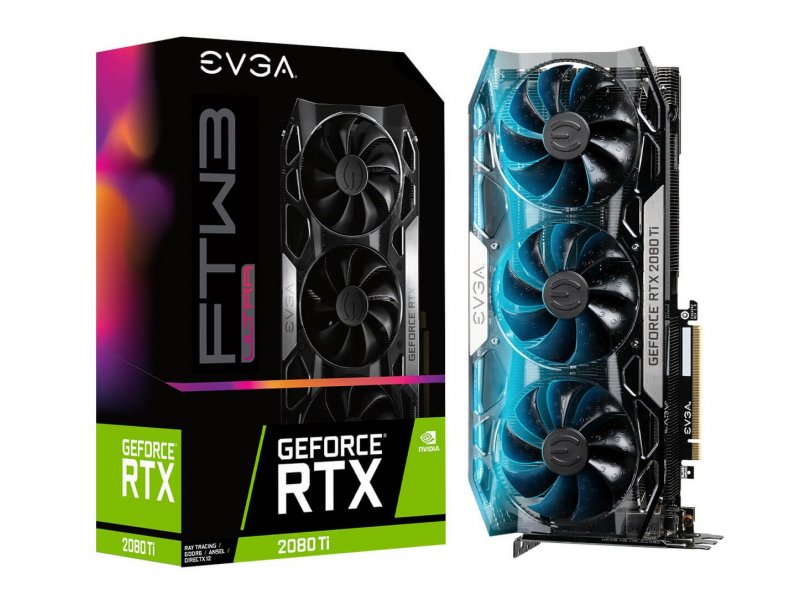 EVGA
FTW3
ULTRA
EVGA
GEFORCE RTX
GEFORCE
RTX
2080 Ti
GEFORCE
RTX
NVIDIA
RAY TRACING /
GDDR6 / ANSEL /
DIRECTX 12
2080 Ti
EVGA
GEFORCE RTX 2080 Ti
EVGA